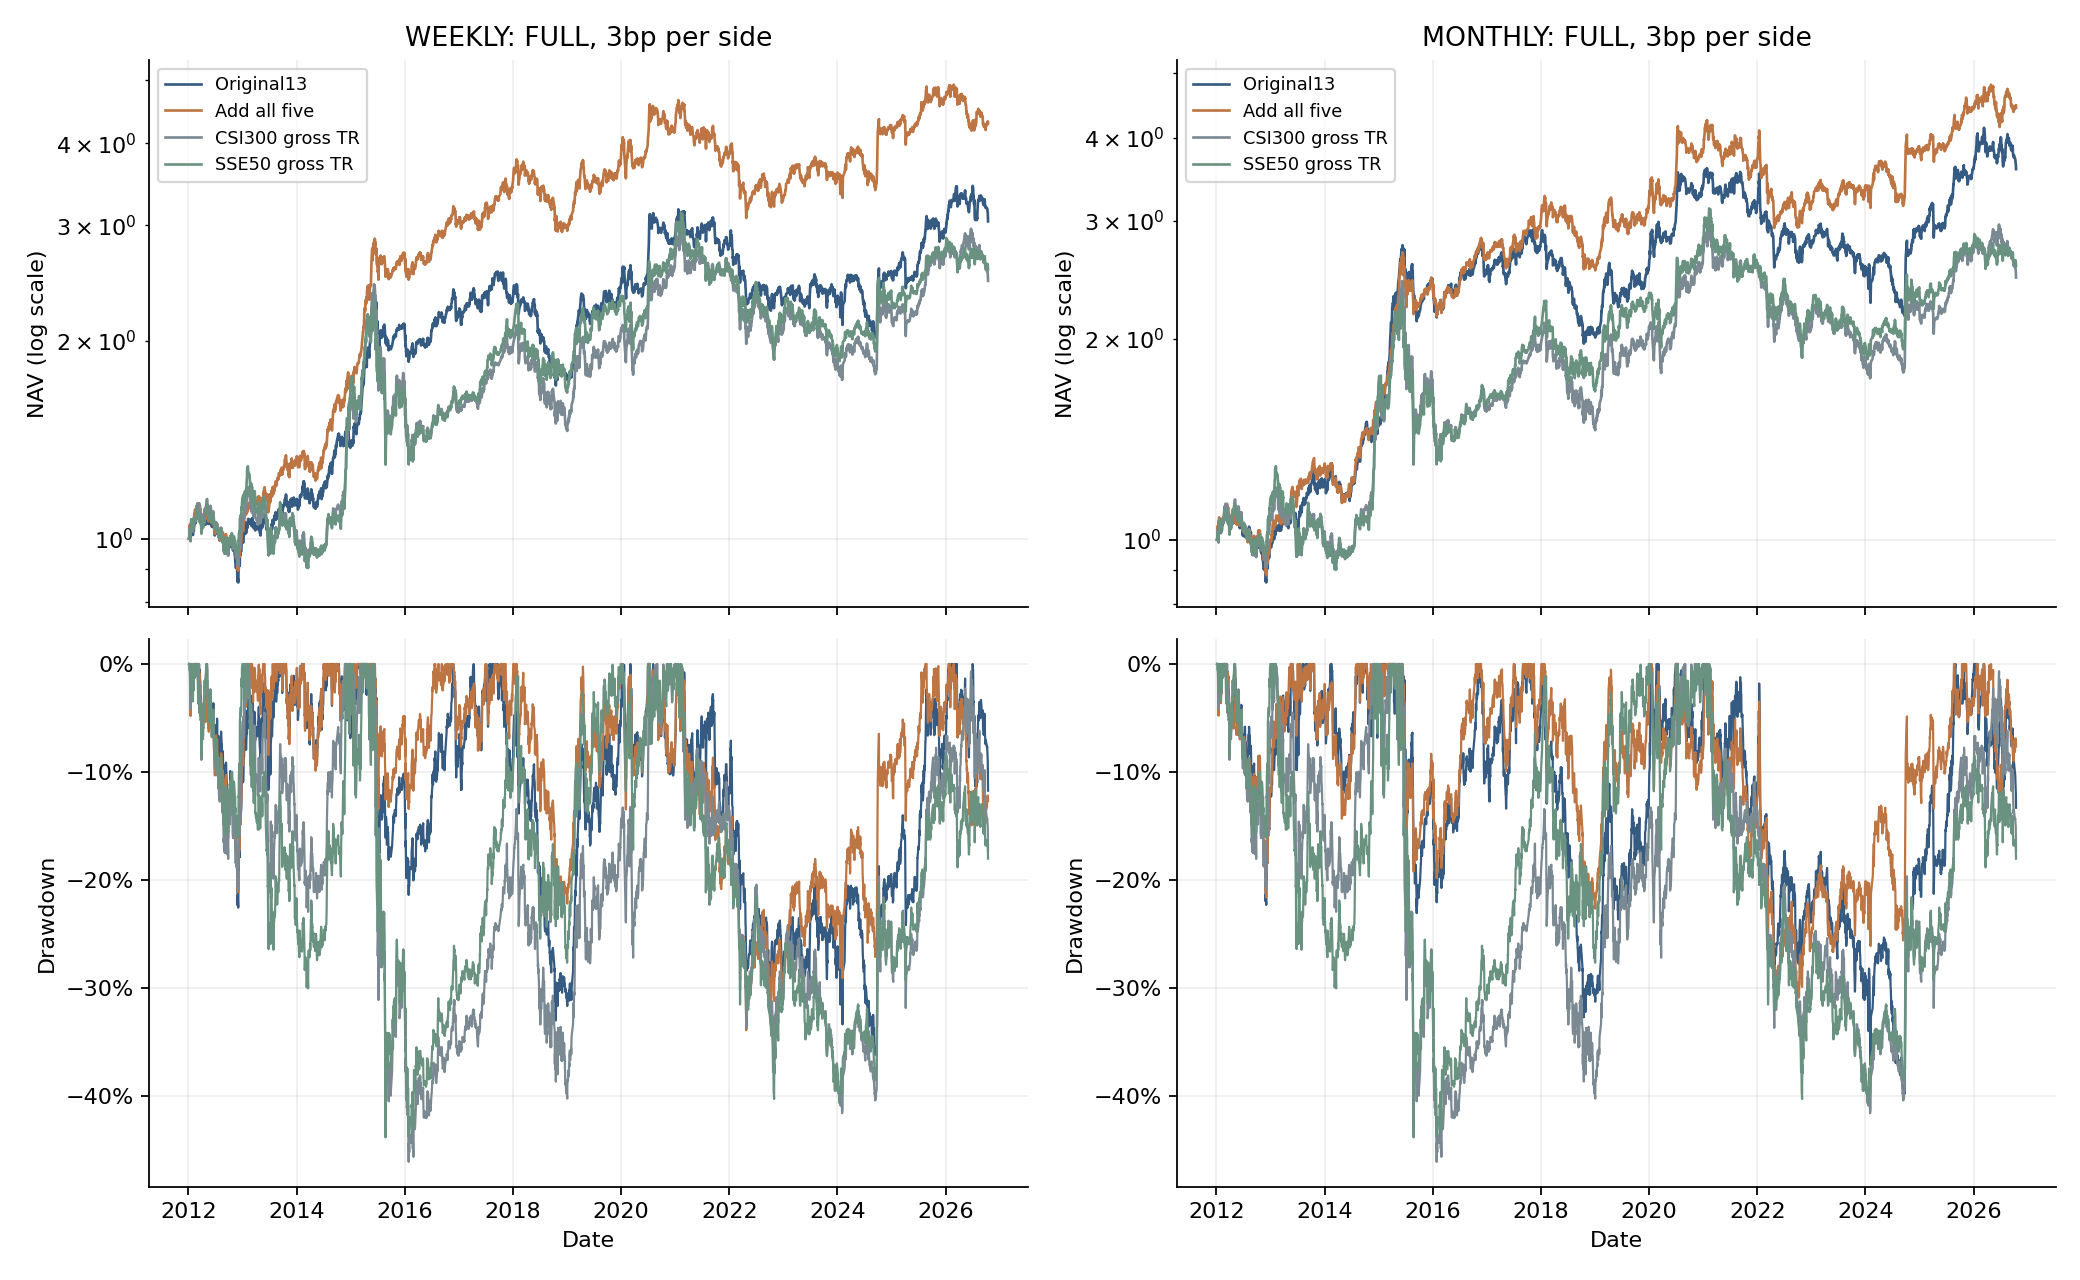 WEEKLY: FULL, 3bp per side
Original13
Add all five
CSI300 gross TR
SSE50 gross TR
4 × 10⁰
3 × 10⁰
2 × 10⁰
10⁰
NAV (log scale)
MONTHLY: FULL, 3bp per side
Original13
Add all five
CSI300 gross TR
SSE50 gross TR
4 × 10⁰
3 × 10⁰
2 × 10⁰
10⁰
NAV (log scale)
0%
−10%
−20%
−30%
−40%
Drawdown
2012 2014 2016 2018 2020 2022 2024 2026
Date
0%
−10%
−20%
−30%
−40%
Drawdown
2012 2014 2016 2018 2020 2022 2024 2026
Date